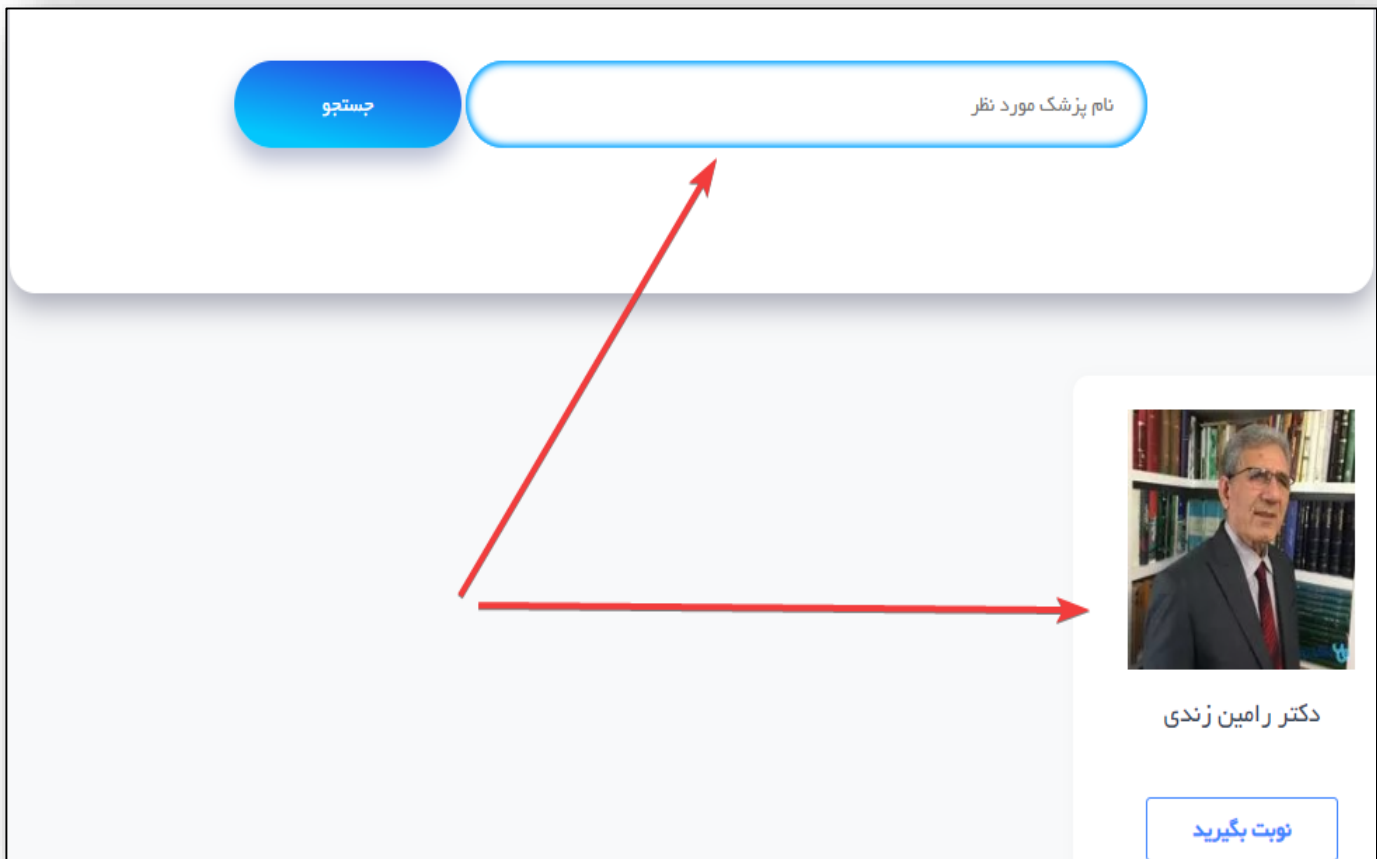 نام پزشک مورد نظر
جستجو
دکتر رامین زندی
نوبت بگیرید